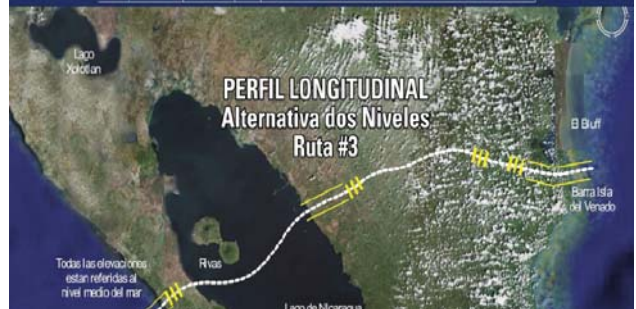 Lago
Xolotlan
PERFIL LONGITUDINAL
Alternativa dos Niveles
Ruta #3
El Bluff
Barra Isla
del Venado
Todas las elevaciones
estan referidas al
nivel medio del mar
Rivas
Lago de Nicaragua